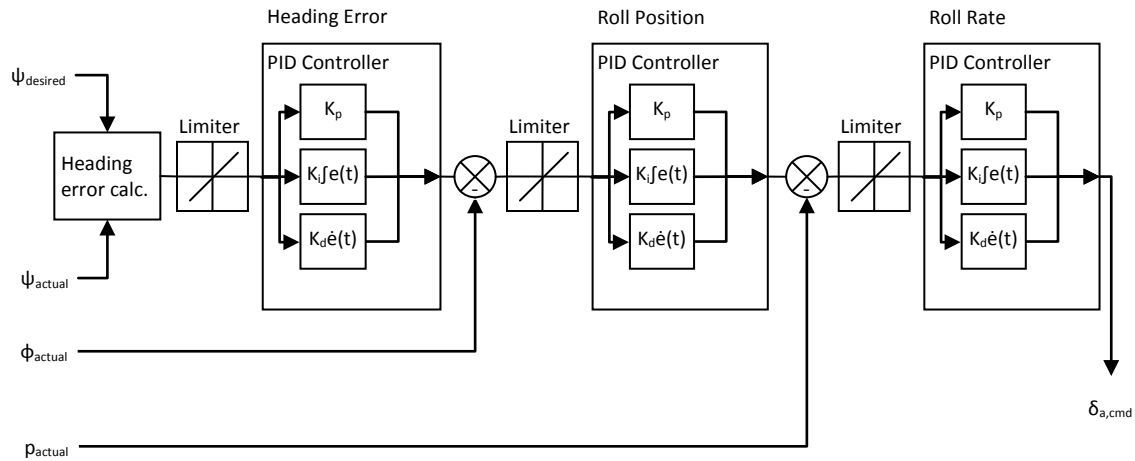 Heading Error
Roll Position
Roll Rate
PID Controller
PID Controller
PID Controller
ψdesired
Kp
Kp
Kp
Limiter
Limiter
Limiter
Heading
error calc.
Ki∫e(t)
Ki∫e(t)
Ki∫e(t)
-
-
Kdė(t)
Kdė(t)
Kdė(t)
ψactual
ϕactual
δa,cmd
pactual